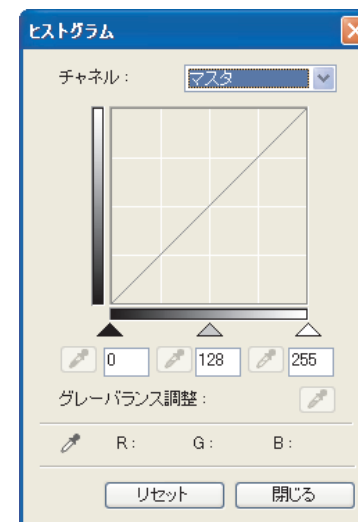 ヒストグラム
チャネル：
マスタ
0 128 255
グレーバランス調整：
R： G： B：
リセット 閉じる